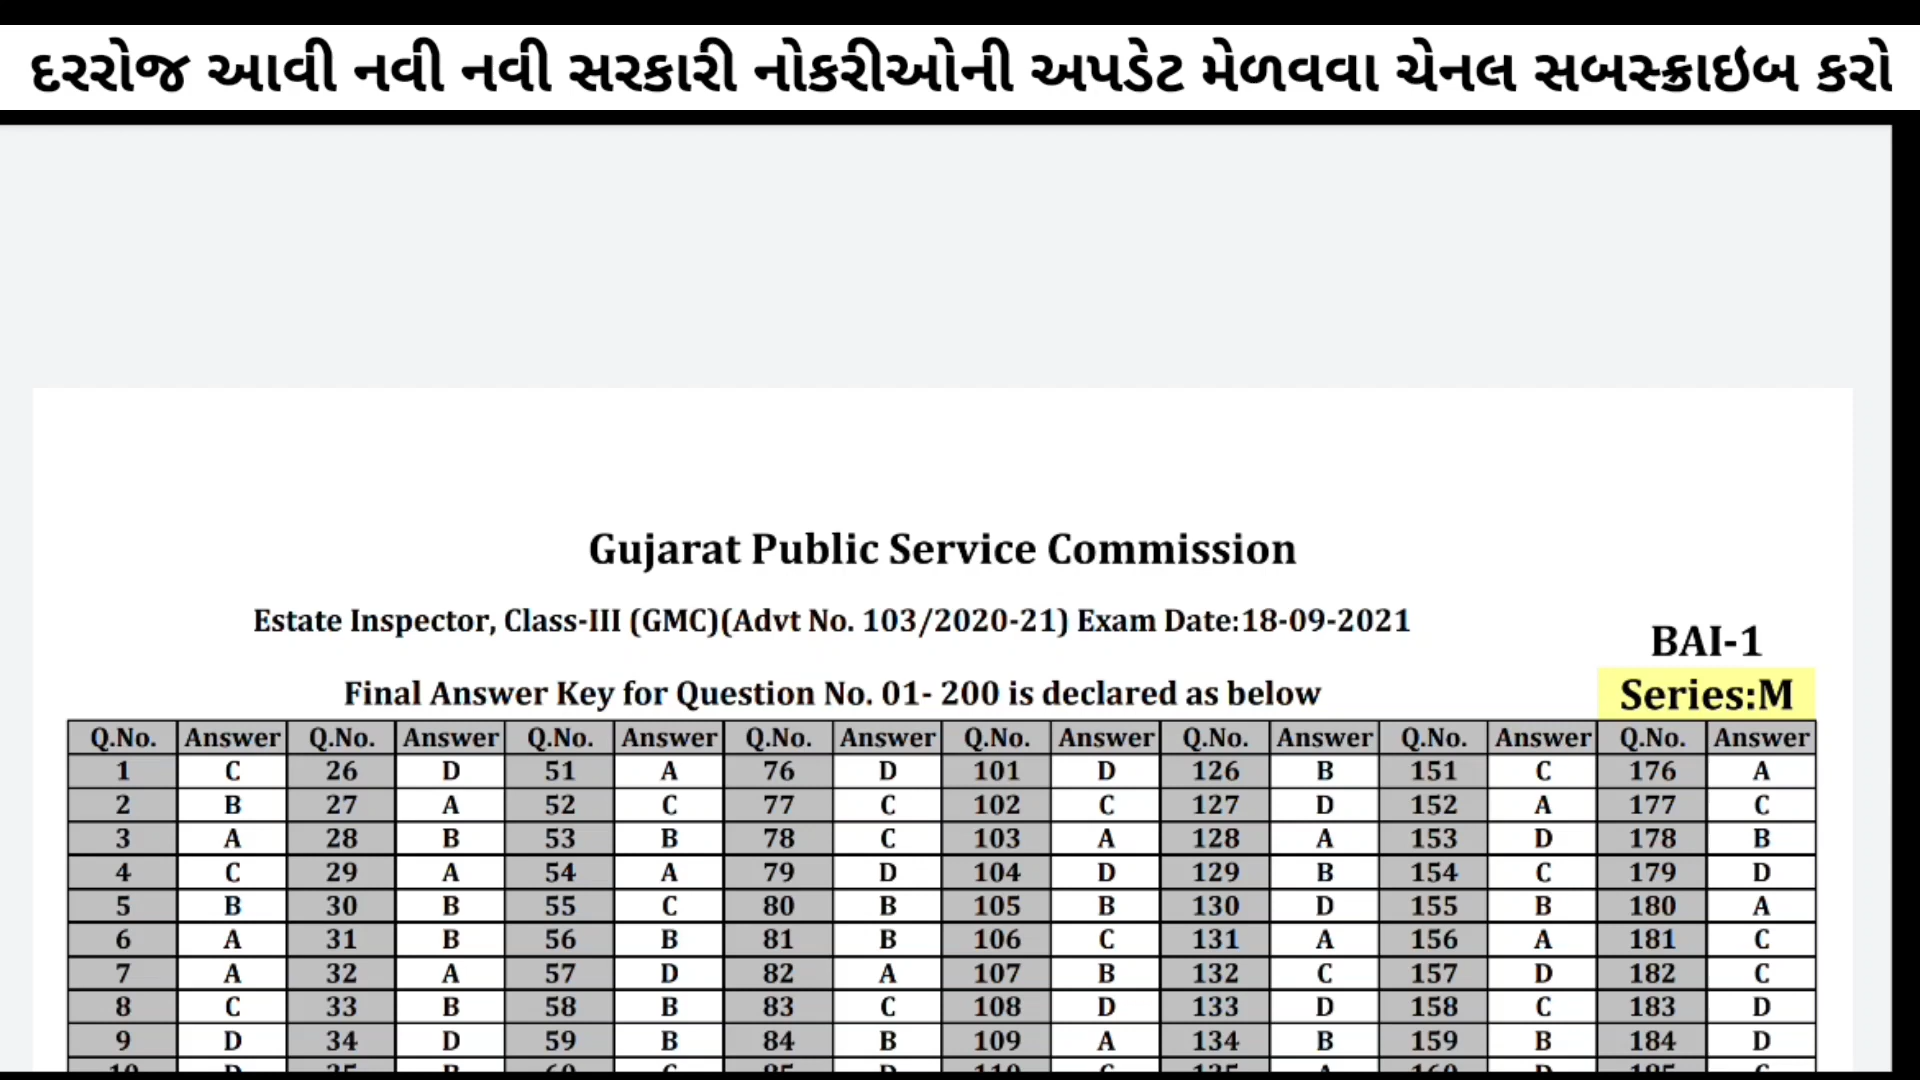 દરરોજ આવી નવી નવી સરકારી નોકરીઓની અપડેટ મેળવવા ચેનલ સબસ્ક્રાઇબ કરો
Gujarat Public Service Commission
Estate Inspector, Class-III (GMC)(Advt No. 103/2020-21) Exam Date:18-09-2021
BAI-1
Final Answer Key for Question No. 01- 200 is declared as below
Series:M
Q.No. Answer Q.No. Answer Q.No. Answer Q.No. Answer Q.No. Answer Q.No. Answer Q.No. Answer Q.No. Answer
1 C 26 D 51 A 76 D 101 D 126 B 151 C 176 A
2 B 27 A 52 C 77 C 102 C 127 D 152 A 177 C
3 A 28 B 53 B 78 C 103 A 128 A 153 D 178 B
4 C 29 A 54 A 79 D 104 D 129 B 154 C 179 D
5 B 30 B 55 C 80 B 105 B 130 D 155 B 180 A
6 A 31 B 56 B 81 B 106 C 131 A 156 A 181 C
7 A 32 A 57 D 82 A 107 B 132 C 157 D 182 C
8 C 33 B 58 B 83 C 108 D 133 D 158 C 183 D
9 D 34 D 59 B 84 B 109 A 134 B 159 B 184 D